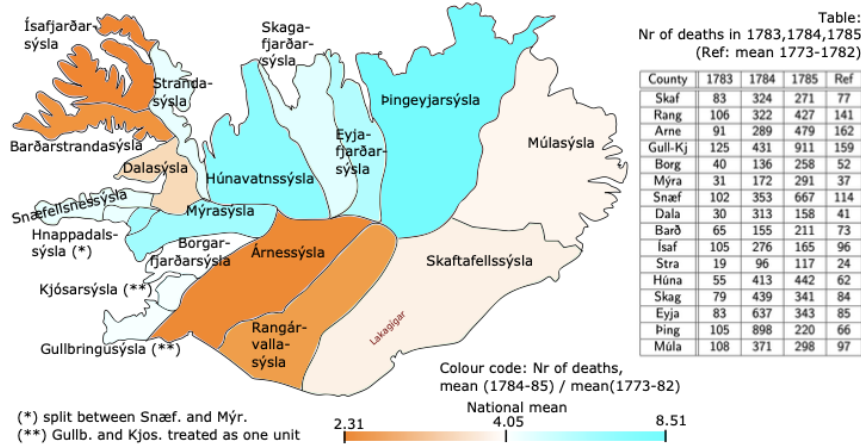 Ísafjarðar-
sýsla
Skaga-
fjarðar-
sýsla
Stranda-
sýsla
Þingeyjarsýsla
Barðarstrandasýsla
Eyja-
fjarðar-
sýsla
Múlasýsla
Dalasýsla
Húnavatnssýsla
Snæfellsnessýsla
Mýrasýsla
Hnappadals-
sýsla (*)
Borgar-
fjarðarsýsla
Árnessýsla
Skaftafellssýsla
Kjósarsýsla (**)
Lakagígar
Rangár-
valla-
sýsla
Gullbringusýsla (**)
Table:
Nr of deaths in 1783,1784,1785
(Ref: mean 1773-1782)
County 1783 1784 1785 Ref
Skaf 83 324 271 77
Rang 106 322 427 141
Arne 91 289 479 162
Gull-Kj 125 431 911 159
Borg 40 136 258 52
Mýra 31 172 291 37
Snæf 102 353 667 114
Dala 30 313 158 41
Barð 65 155 211 73
Ísaf 105 276 165 96
Stra 19 96 117 24
Húna 55 413 442 62
Skag 79 439 341 84
Eyja 83 637 343 85
Þing 105 898 220 66
Múla 108 371 298 97
Colour code: Nr of deaths,
mean (1784-85) / mean(1773-82)
National mean
2.31 4.05 8.51
(*) split between Snæf. and Mýr.
(**) Gullb. and Kjos. treated as one unit